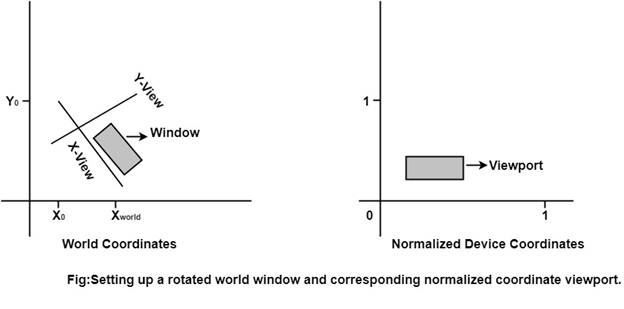 Y-View
Y0
1
Window
X-View
Viewport
X0
Xworld
0
1
World Coordinates
Normalized Device Coordinates
Fig:Setting up a rotated world window and corresponding normalized coordinate viewport.